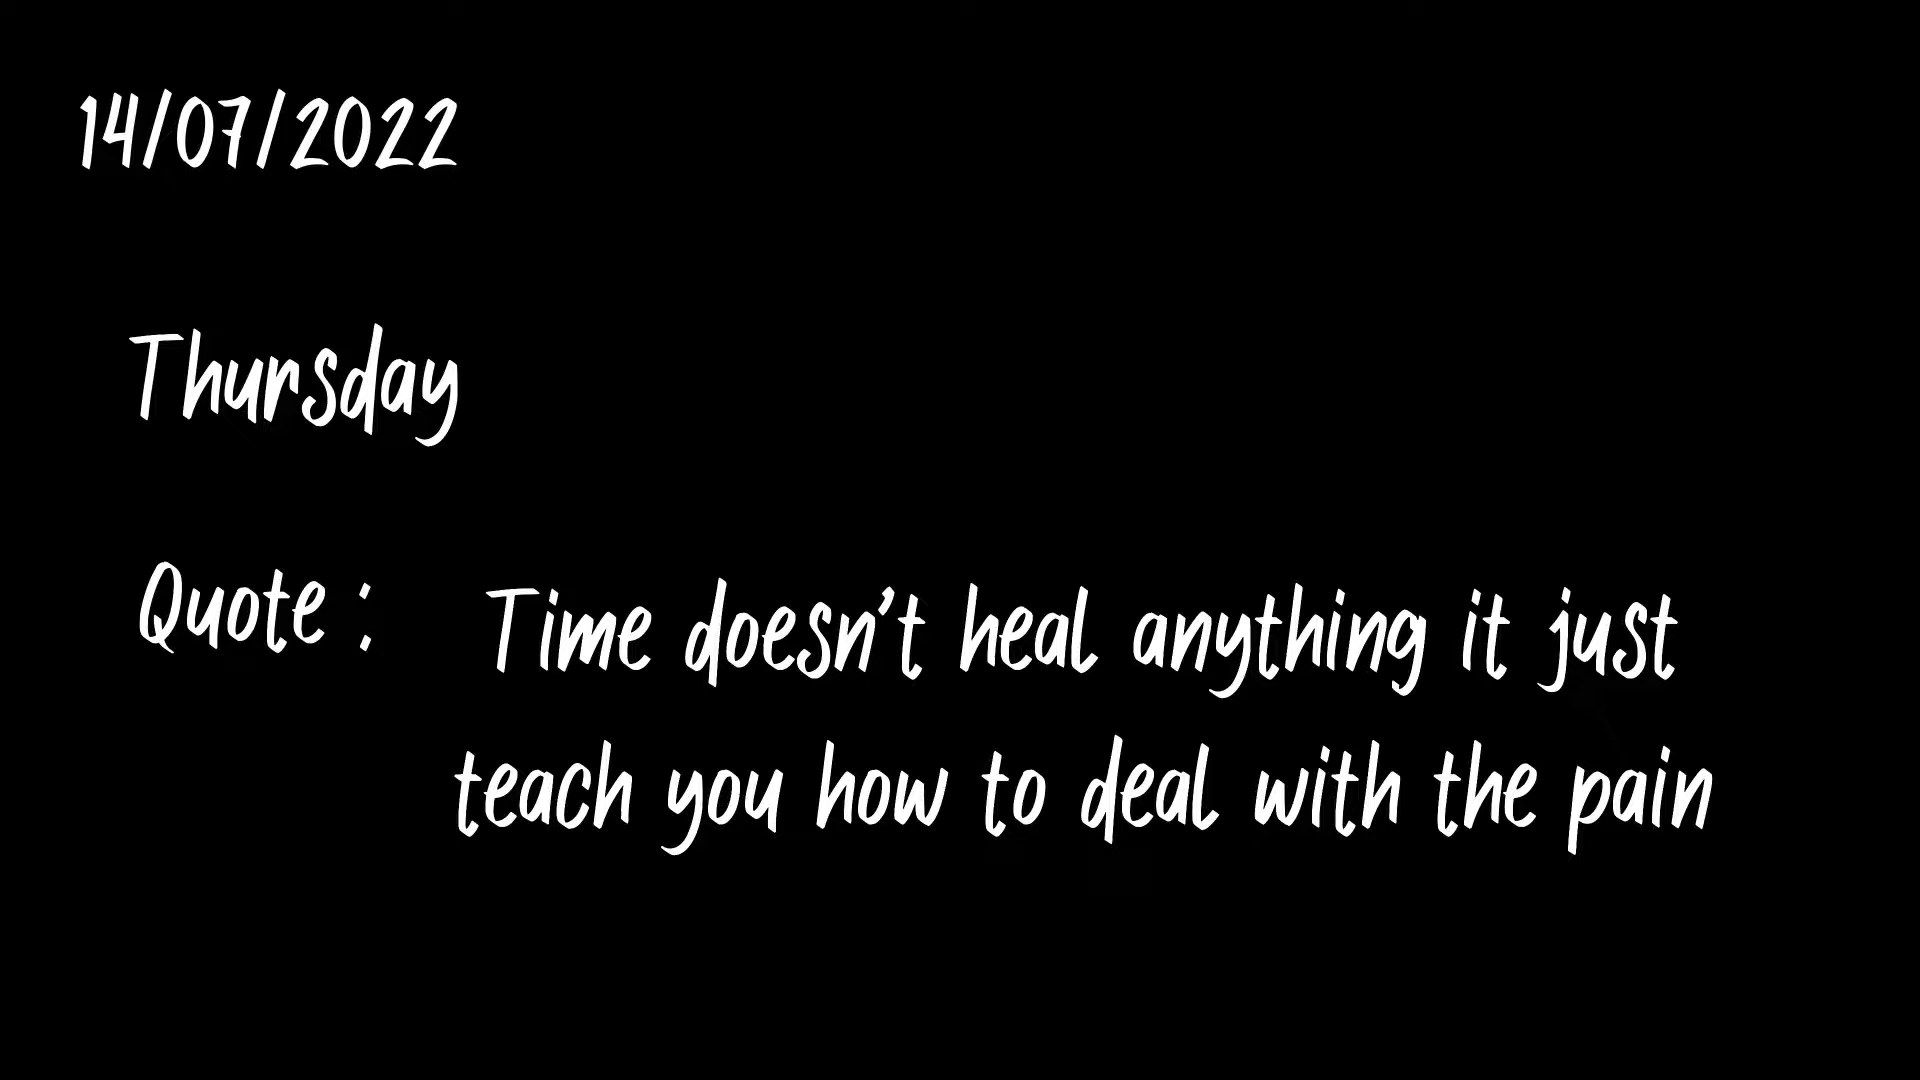 14/07/2022
Thursday
Quote : Time doesn't heal anything it just
teach you how to deal with the pain